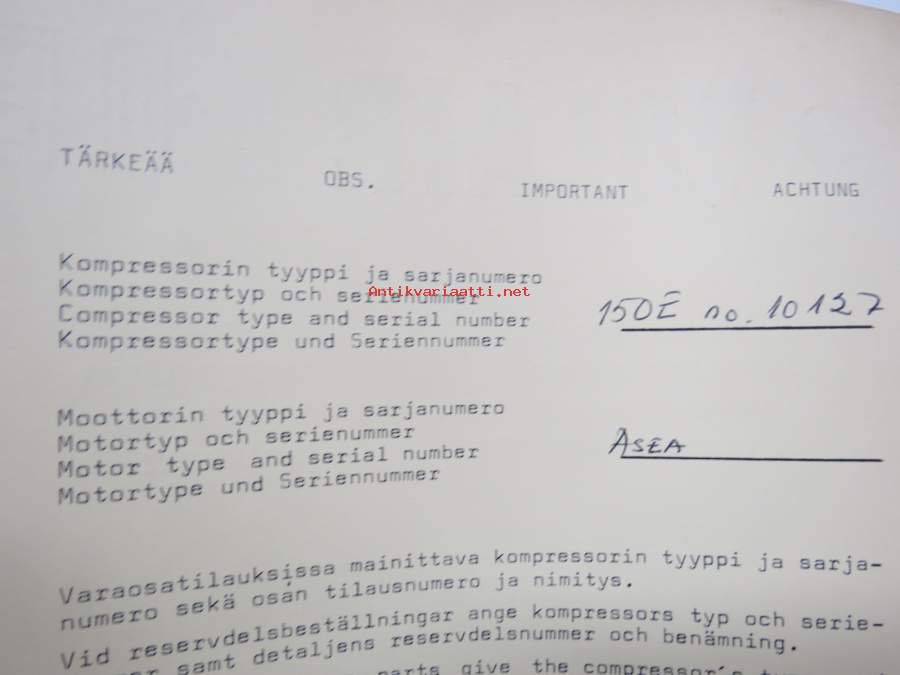 TÄRKEÄÄ OBS. IMPORTANT ACHTUNG
Kompressorin tyyppi ja sarjanumero
Kompressortyp och serienummer
Antikvariaatti.net
Compressor type and serial number
Kompressortype und Seriennummer
150E no. 10127
Moottorin tyyppi ja sarjanumero
Motortyp och serienummer
Motor type and serial number
Motortype und Seriennummer
ASEA
Varaosatilauksissa mainittava kompressorin tyyppi ja sarja-
numero sekä osan tilausnumero ja nimitys.
Vid reservdelsbeställningar ange kompressors typ och serie-
samt detaljens reservdelsnummer och benämning.
parts give the compressor's